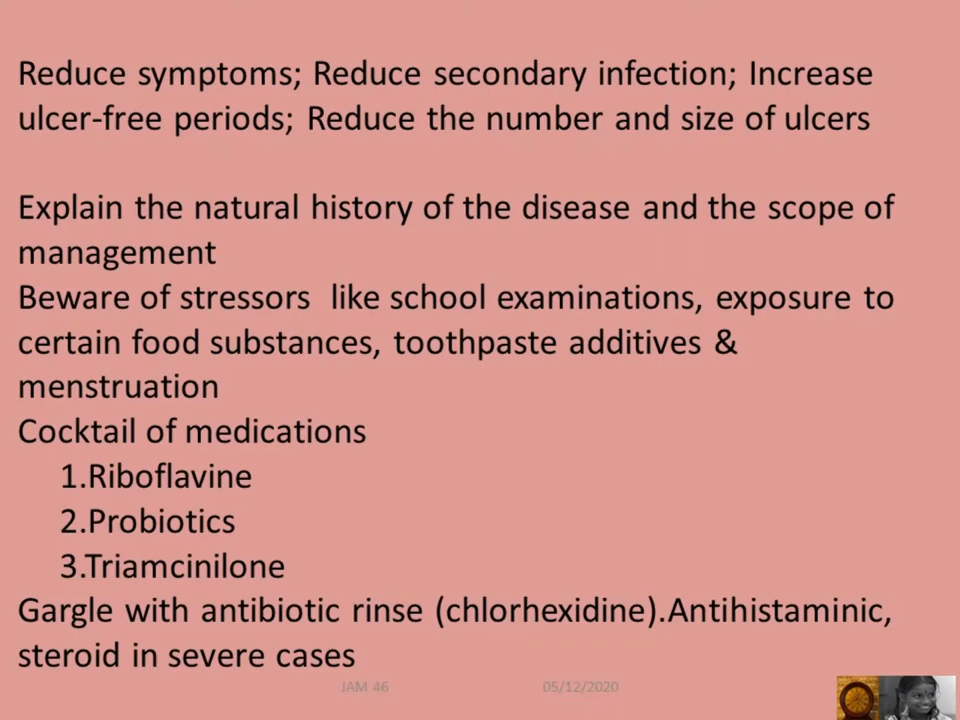 Reduce symptoms; Reduce secondary infection; Increase
ulcer-free periods; Reduce the number and size of ulcers
Explain the natural history of the disease and the scope of
management
Beware of stressors like school examinations, exposure to
certain food substances, toothpaste additives &
menstruation
Cocktail of medications
1.Riboflavine
2.Probiotics
3.Triamcinilone
Gargle with antibiotic rinse (chlorhexidine).Antihistaminic,
steroid in severe cases
JAM 46 05/12/2020